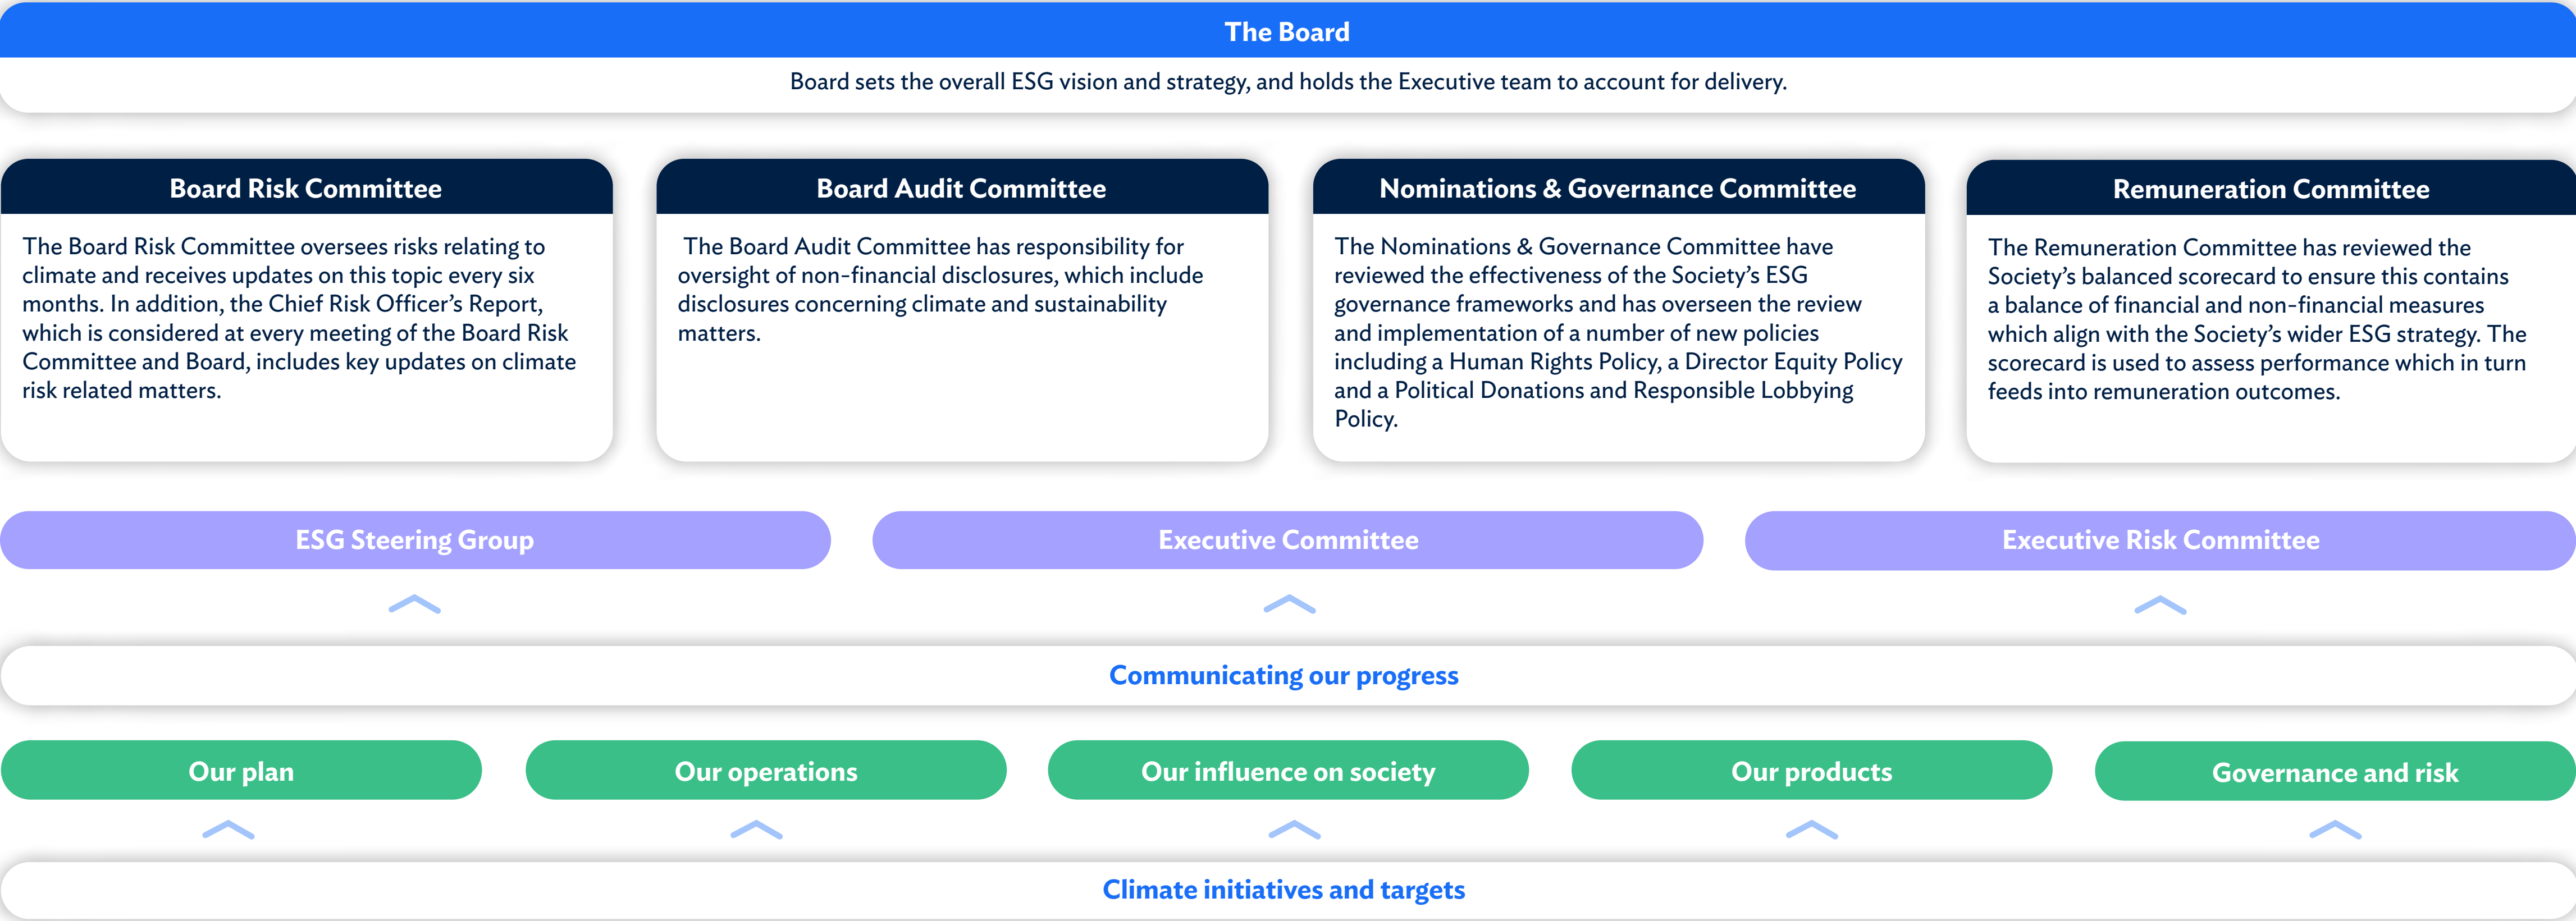 The Board
Board sets the overall ESG vision and strategy, and holds the Executive team to account for delivery.
Board Risk Committee
The Board Risk Committee oversees risks relating to
climate and receives updates on this topic every six
months. In addition, the Chief Risk Officer's Report,
which is considered at every meeting of the Board Risk
Committee and Board, includes key updates on climate
risk related matters.
Board Audit Committee
The Board Audit Committee has responsibility for
oversight of non-financial disclosures, which include
disclosures concerning climate and sustainability
matters.
Nominations & Governance Committee
The Nominations & Governance Committee have
reviewed the effectiveness of the Society's ESG
governance frameworks and has overseen the review
and implementation of a number of new policies
including a Human Rights Policy, a Director Equity Policy
and a Political Donations and Responsible Lobbying
Policy.
Remuneration Committee
The Remuneration Committee has reviewed the
Society's balanced scorecard to ensure this contains
a balance of financial and non-financial measures
which align with the Society's wider ESG strategy. The
scorecard is used to assess performance which in turn
feeds into remuneration outcomes.
ESG Steering Group
Executive Committee
Executive Risk Committee
Communicating our progress
Our plan
Our operations
Our influence on society
Our products
Governance and risk
Climate initiatives and targets